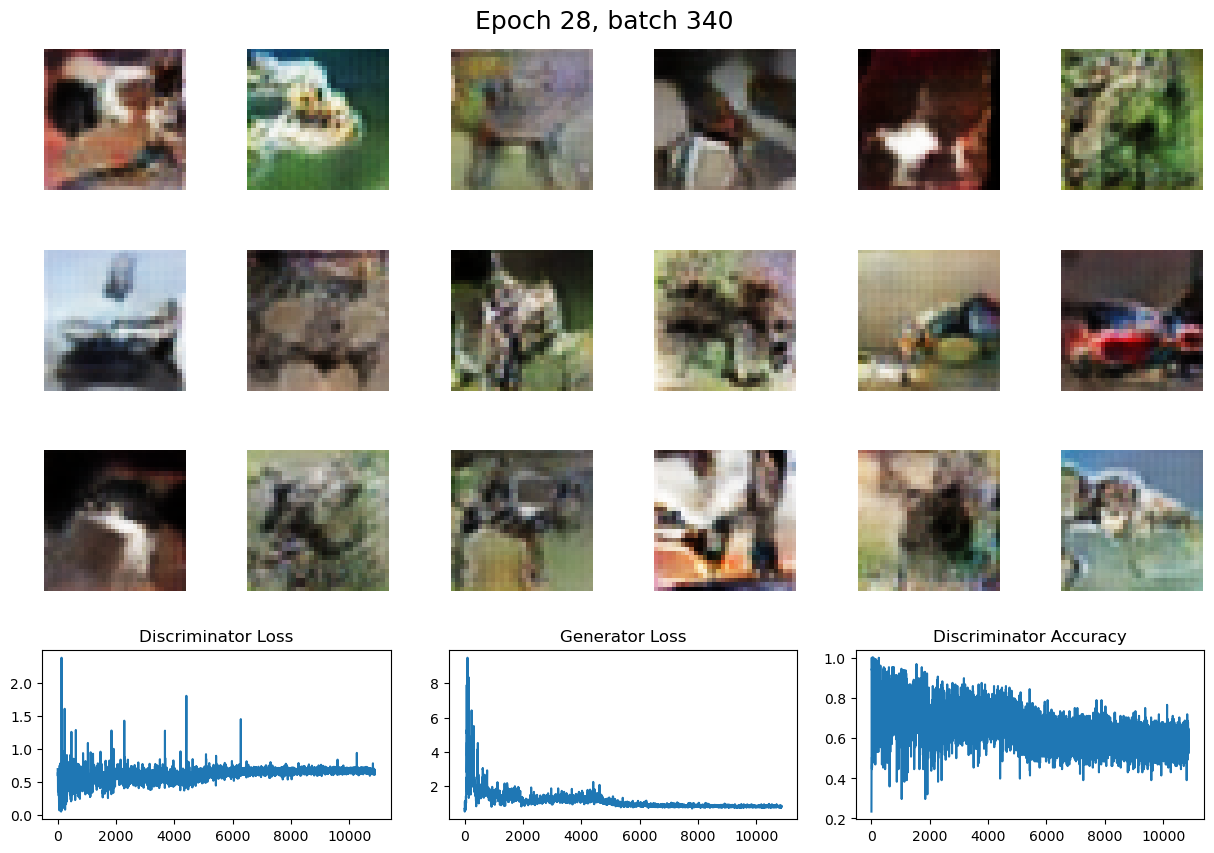 Epoch 28, batch 340
Discriminator Loss
Generator Loss
Discriminator Accuracy
2.0
1.5
1.0
0.5
0.0
0 2000 4000 6000 8000 10000
8
6
4
2
0 2000 4000 6000 8000 10000
1.0
0.8
0.6
0.4
0.2
0 2000 4000 6000 8000 10000